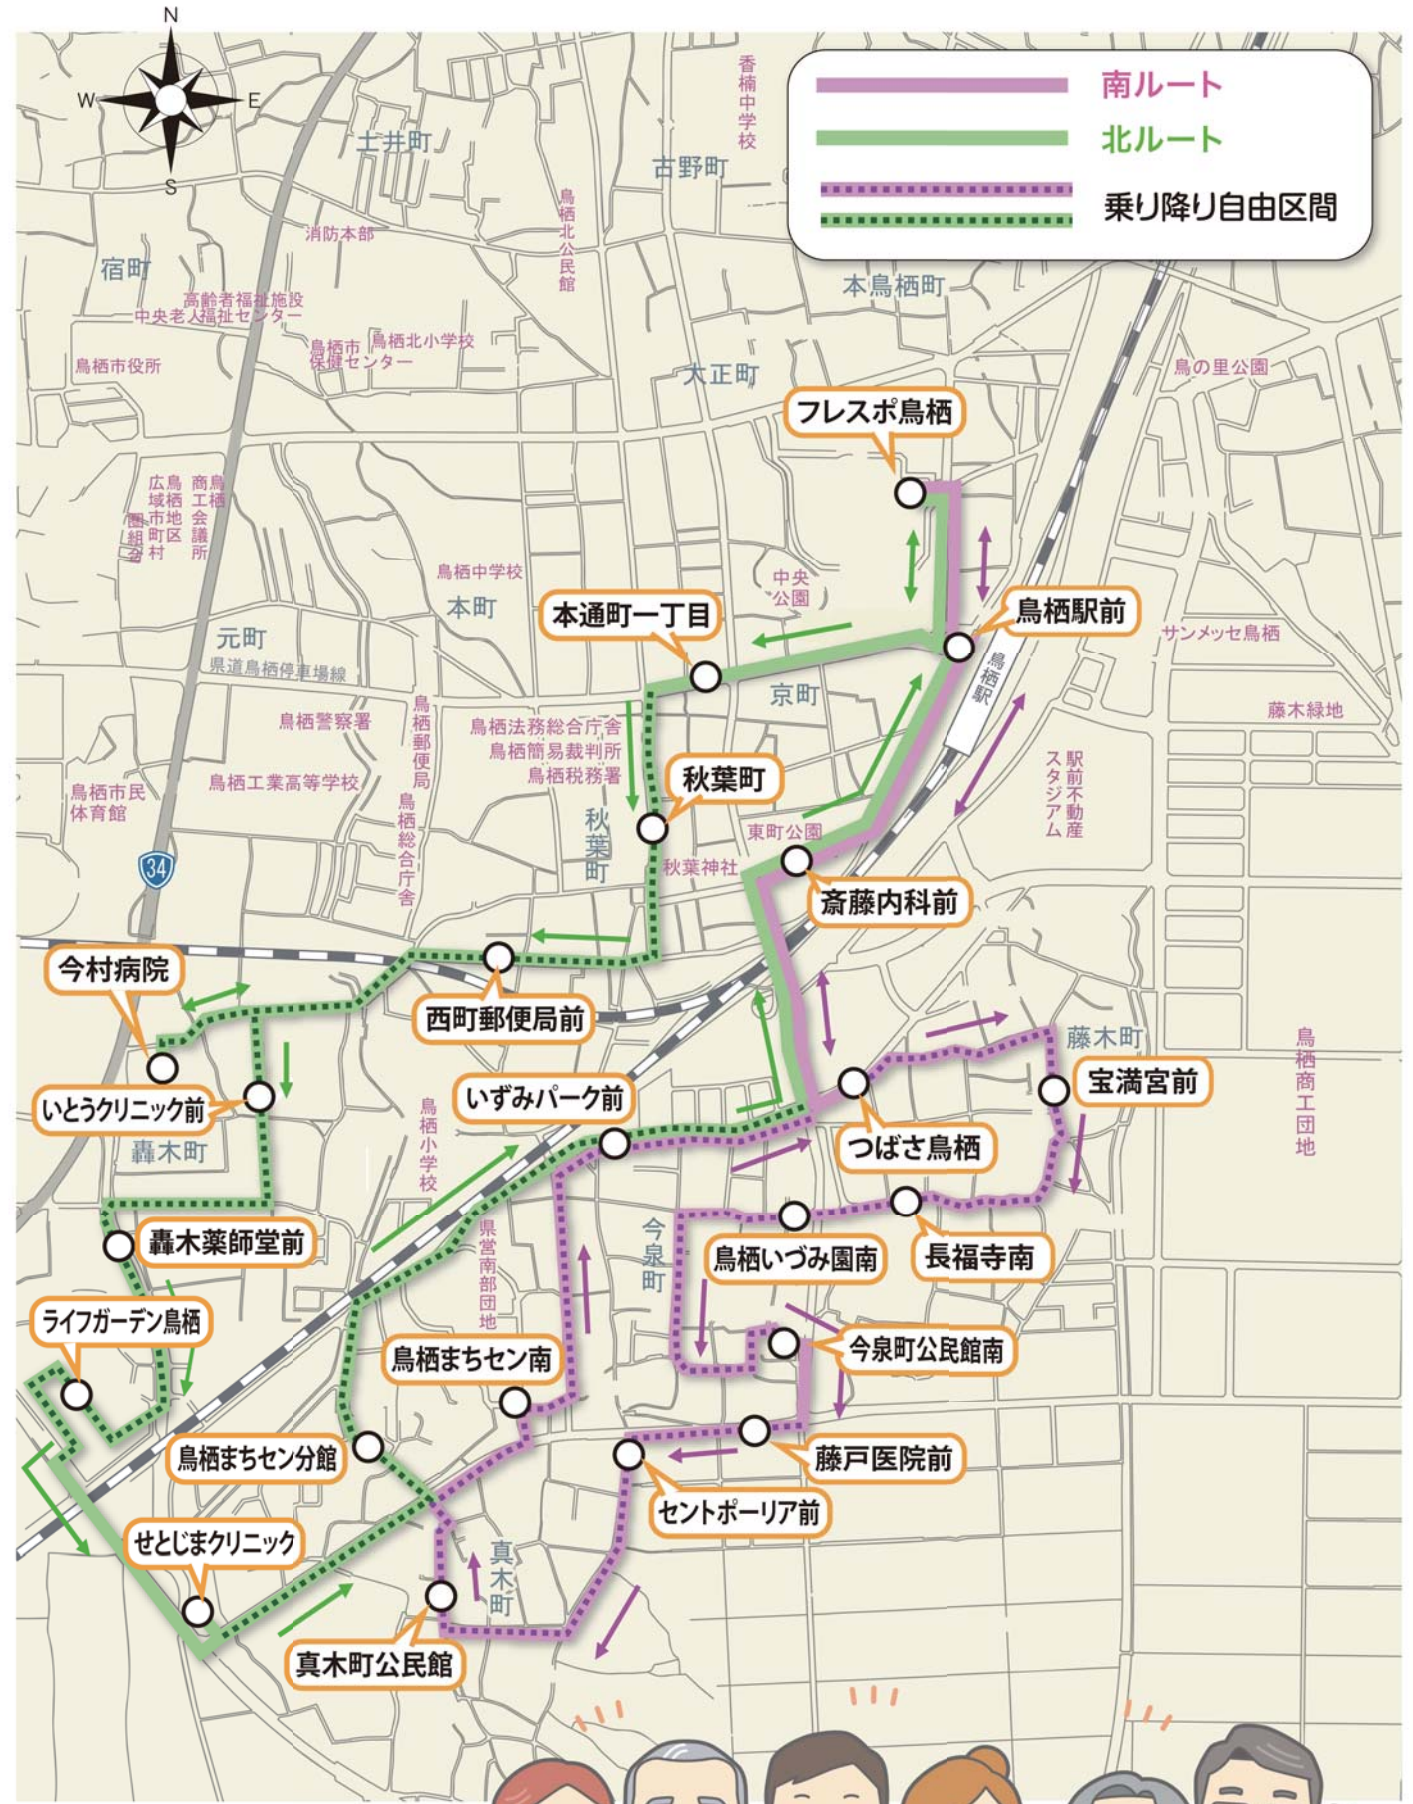 N
W
E
S
南ルート
北ルート
乗り降り自由区間
香楠中学校
土井町
古野町
鳥栖北公民館
消防本部
宿町
高齢者福祉施設
中央老人福祉センター
本鳥栖町
鳥栖市
保健センター
鳥栖北小学校
鳥栖市役所
大正町
鳥の里公園
フレスポ鳥栖
鳥栖地区
広域市町村
圏組合
鳥栖
商工会議所
鳥栖中学校
中央
公園
本町
本通町一丁目
鳥栖駅前
元町
県道鳥栖停車場線
サンメッセ鳥栖
鳥栖駅
京町
藤木緑地
鳥栖警察署
鳥栖郵便局
鳥栖法務総合庁舎
鳥栖簡易裁判所
鳥栖税務署
秋葉町
駅前不動産
スタジアム
鳥栖工業高等学校
鳥栖市民
体育館
鳥栖総合庁舎
秋葉町
東町公園
34
秋葉神社
斎藤内科前
今村病院
西町郵便局前
藤木町
鳥栖商工団地
宝満宮前
いずみパーク前
いとうクリニック前
鳥栖小学校
つばさ鳥栖
轟木町
轟木薬師堂前
県営南部団地
今泉町
鳥栖いづみ園南
長福寺南
ライフガーデン鳥栖
鳥栖まちセン南
今泉町公民館南
鳥栖まちセン分館
藤戸医院前
セントポーリア前
せとじまクリニック
真木町
真木町公民館